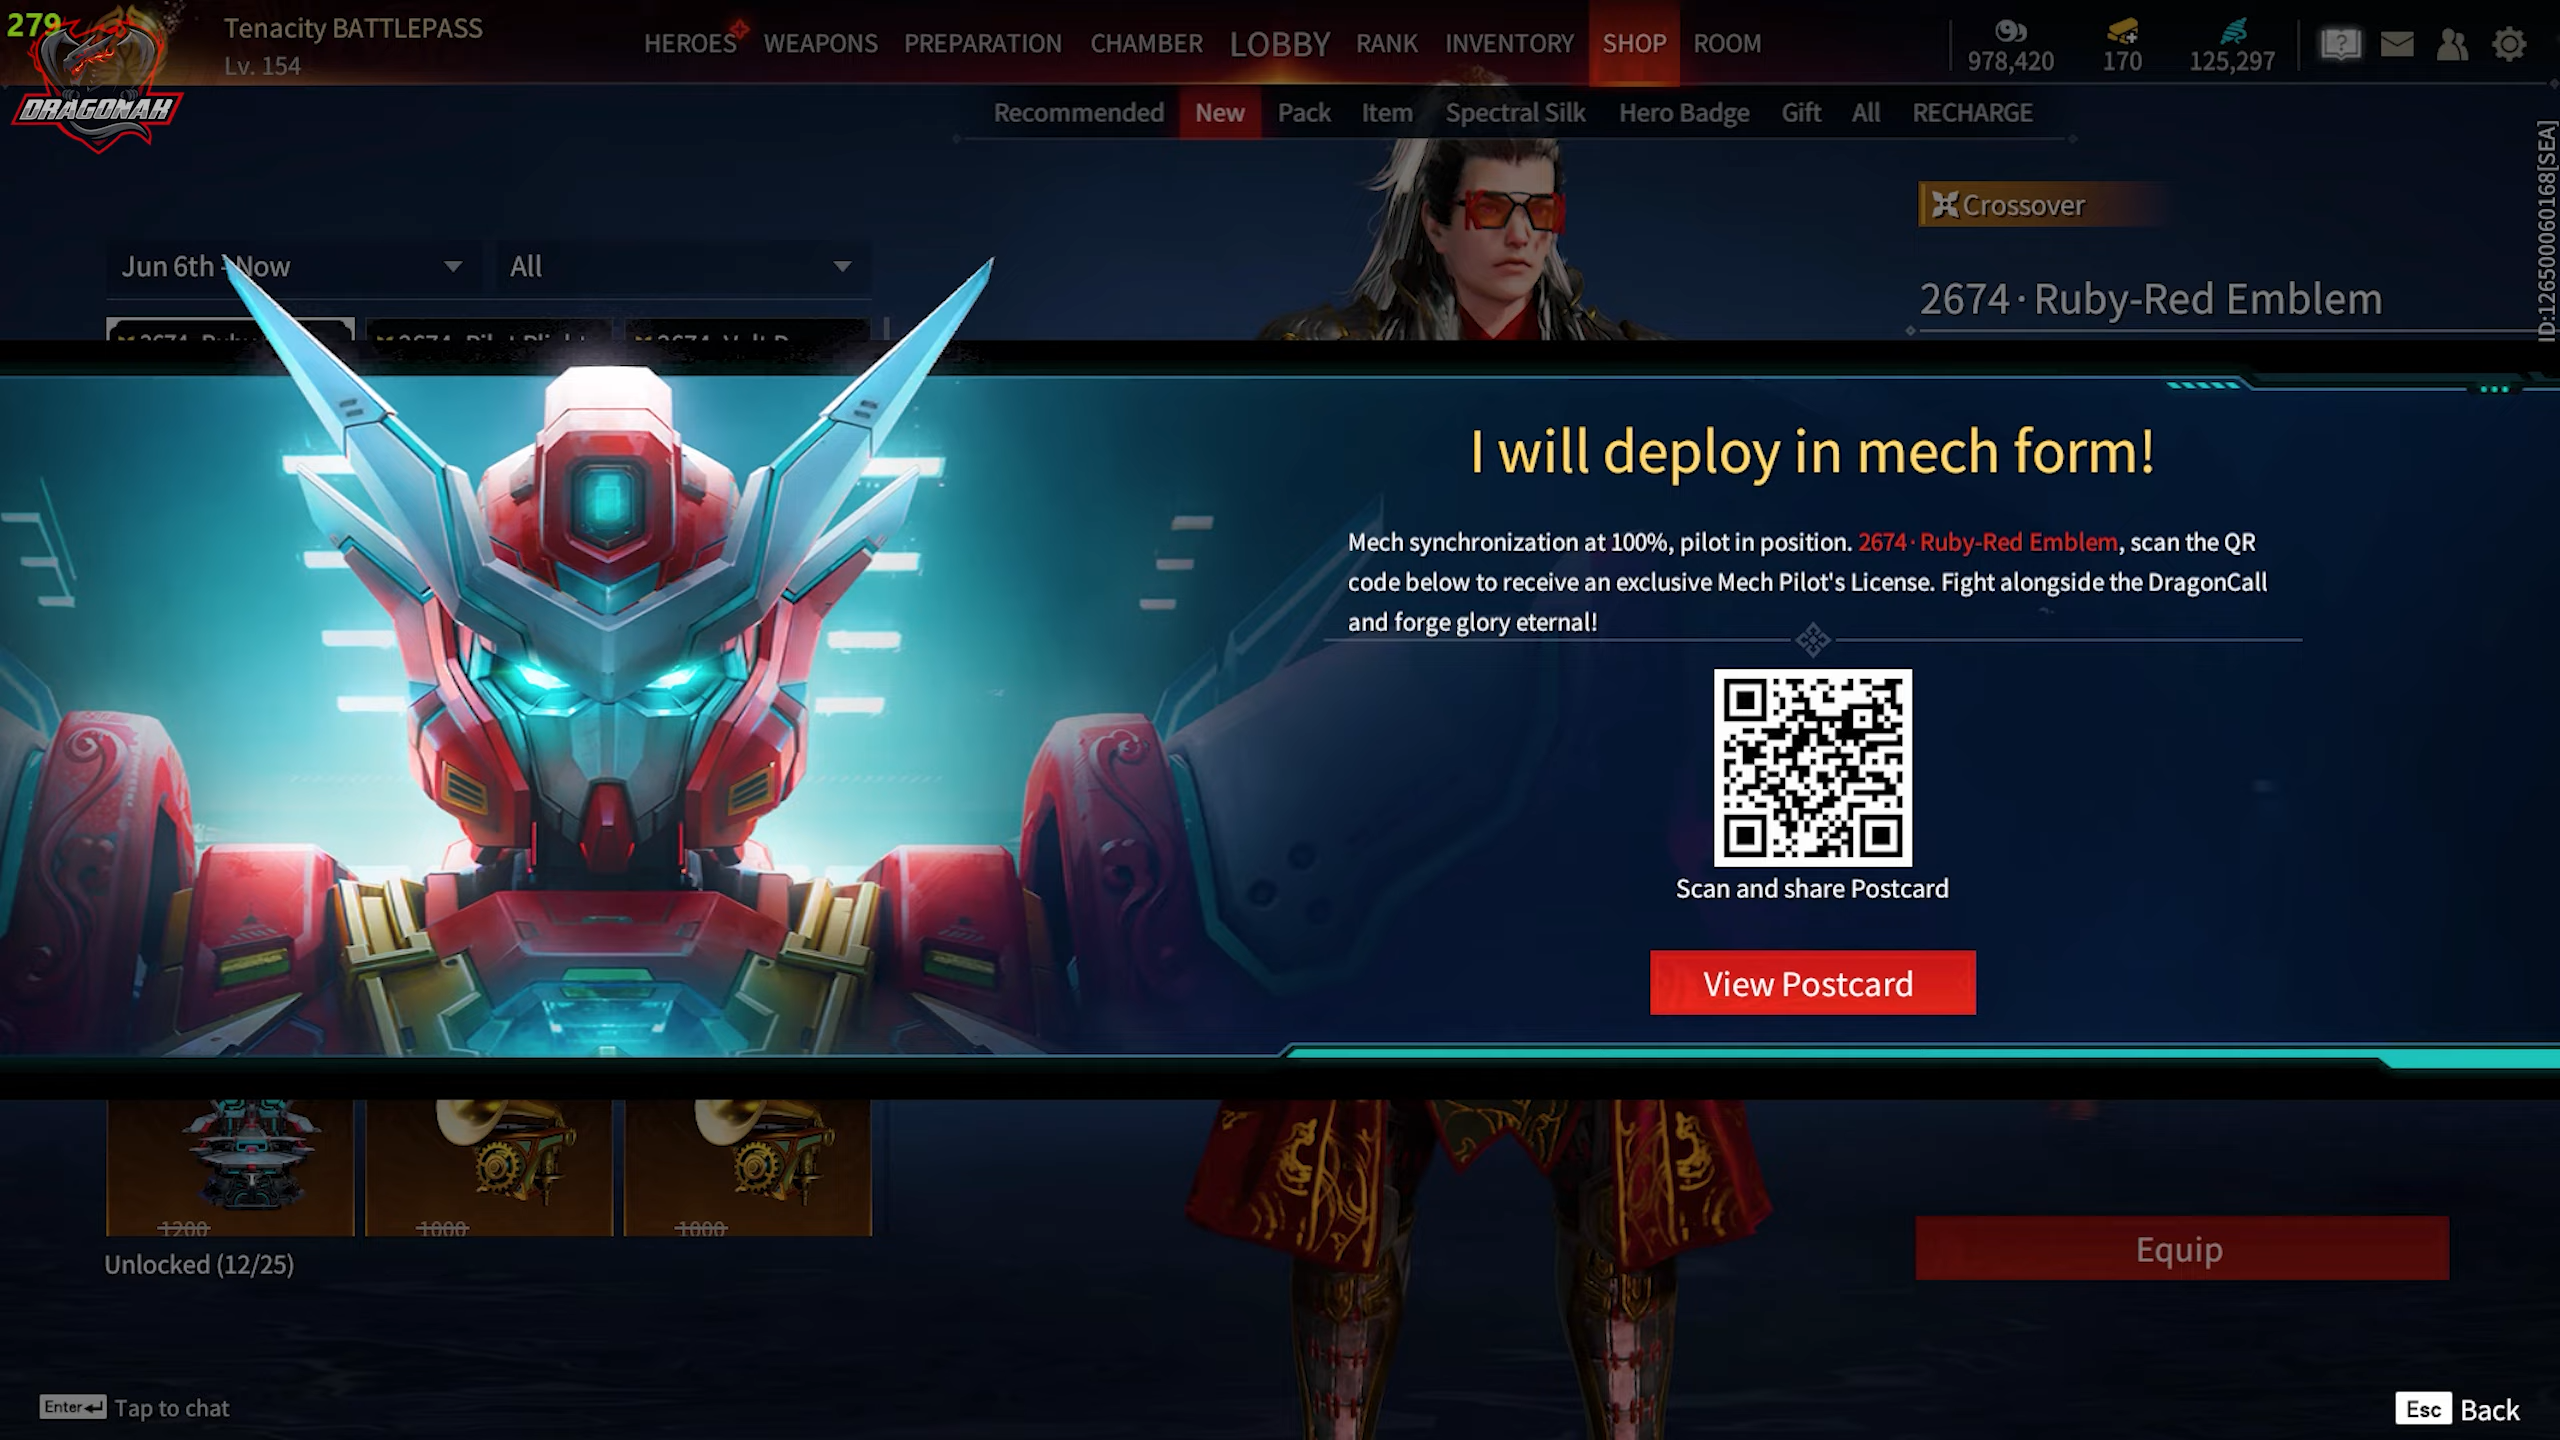 279
DRAGONAX
Tenacity BATTLEPASS
Lv. 154
HEROES WEAPONS PREPARATION CHAMBER LOBBY RANK INVENTORY SHOP ROOM
978,420 170 125,297
Recommended New Pack Item Spectral Silk Hero Badge Gift All RECHARGE
ID:126500060168[SEA]
Crossover
Jun 6th - Now All
2674 · Ruby-Red Emblem
I will deploy in mech form!
Mech synchronization at 100%, pilot in position. 2674 · Ruby-Red Emblem, scan the QR
code below to receive an exclusive Mech Pilot's License. Fight alongside the DragonCall
and forge glory eternal!
Scan and share Postcard
View Postcard
1200 1000 1000
Unlocked (12/25)
Equip
Enter Tap to chat
Esc Back